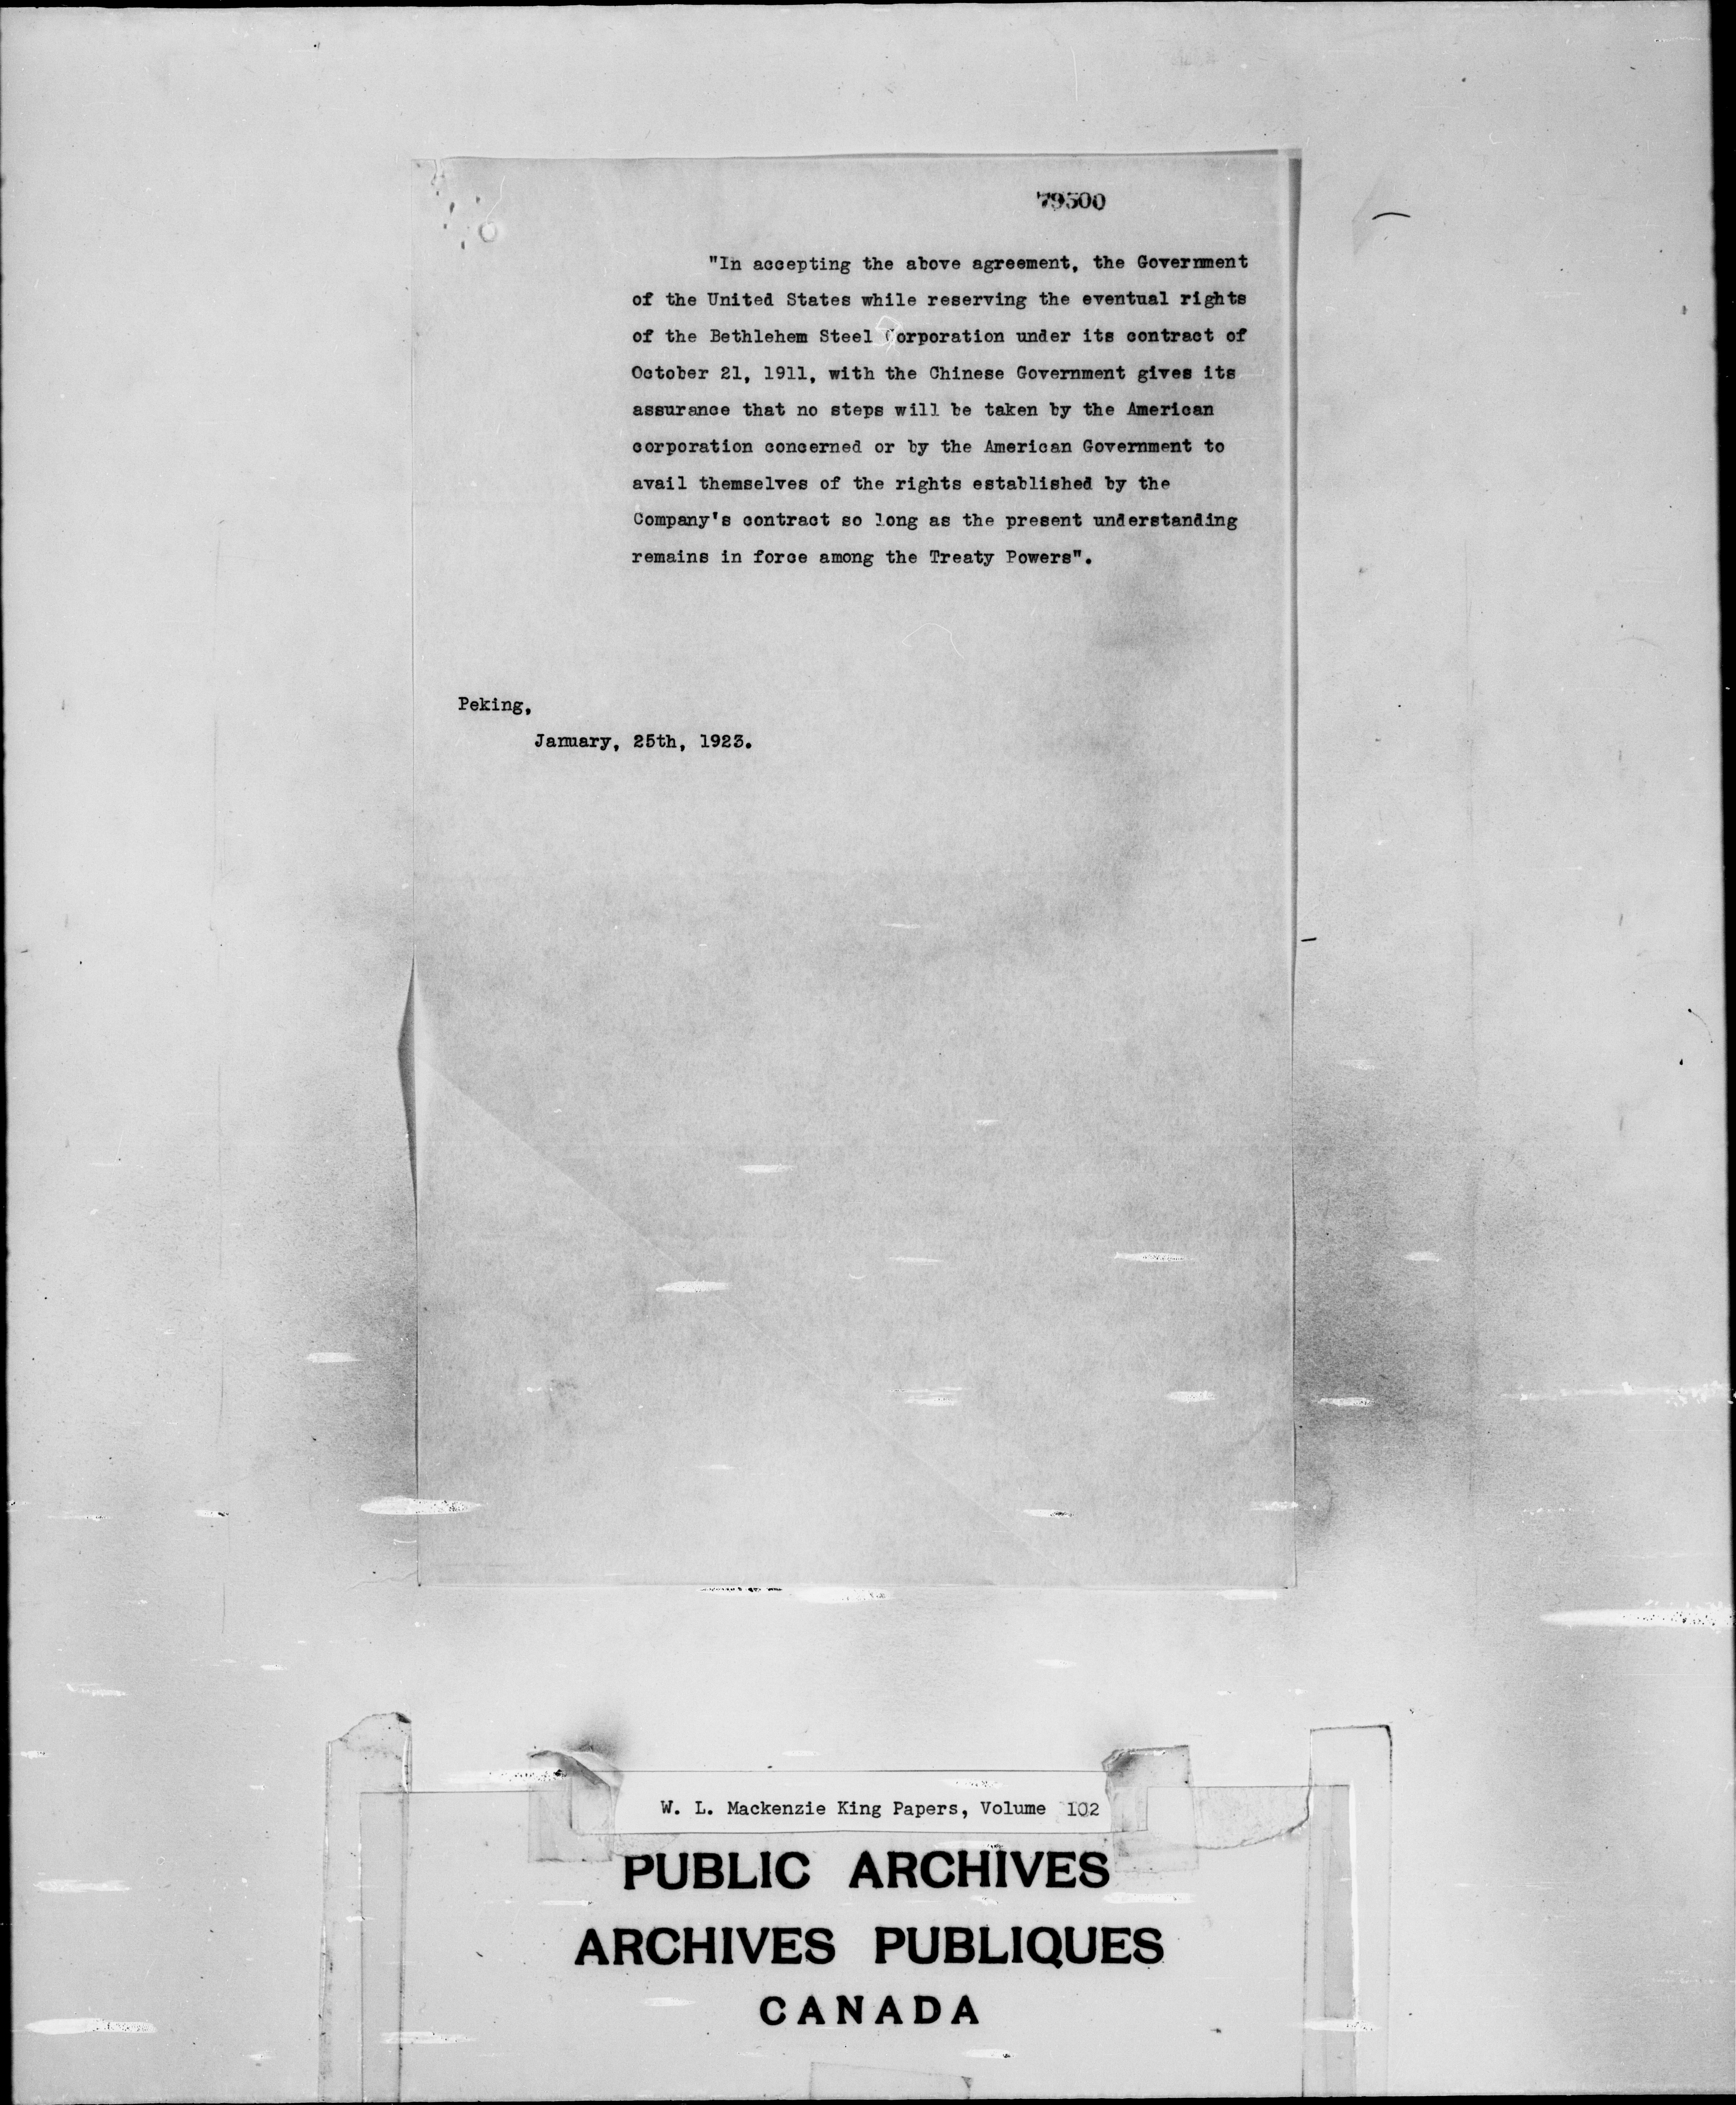 79500
"In accepting the above agreement, the Government
of the United States while reserving the eventual rights
of the Bethlehem Steel Corporation under its contract of
October 21, 1911, with the Chinese Government gives its
assurance that no steps will be taken by the American
corporation concerned or by the American Government to
avail themselves of the rights established by the
Company's contract so long as the present understanding
remains in force among the Treaty Powers".
Peking,
January, 25th, 1923.
W. L. Mackenzie King Papers, Volume 102
PUBLIC ARCHIVES
ARCHIVES PUBLIQUES
CANADA